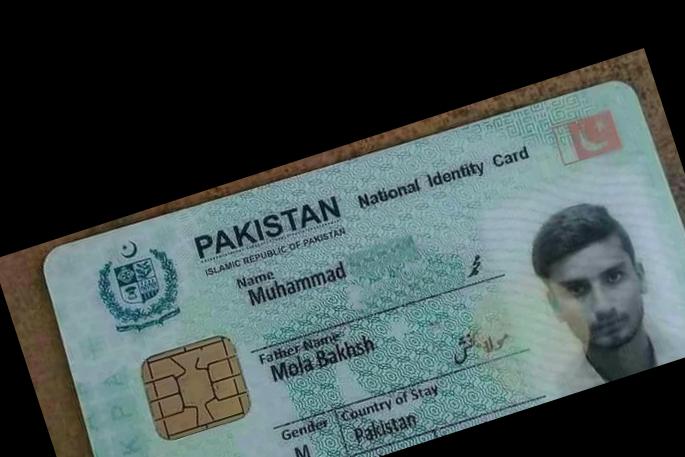 PAKISTAN National Identity Card
ISLAMIC REPUBLIC OF PAKISTAN
Name
Muhammad
Father Name
Mola Bakhsh
مولا بخش
Gender Country of Stay
M Pakistan